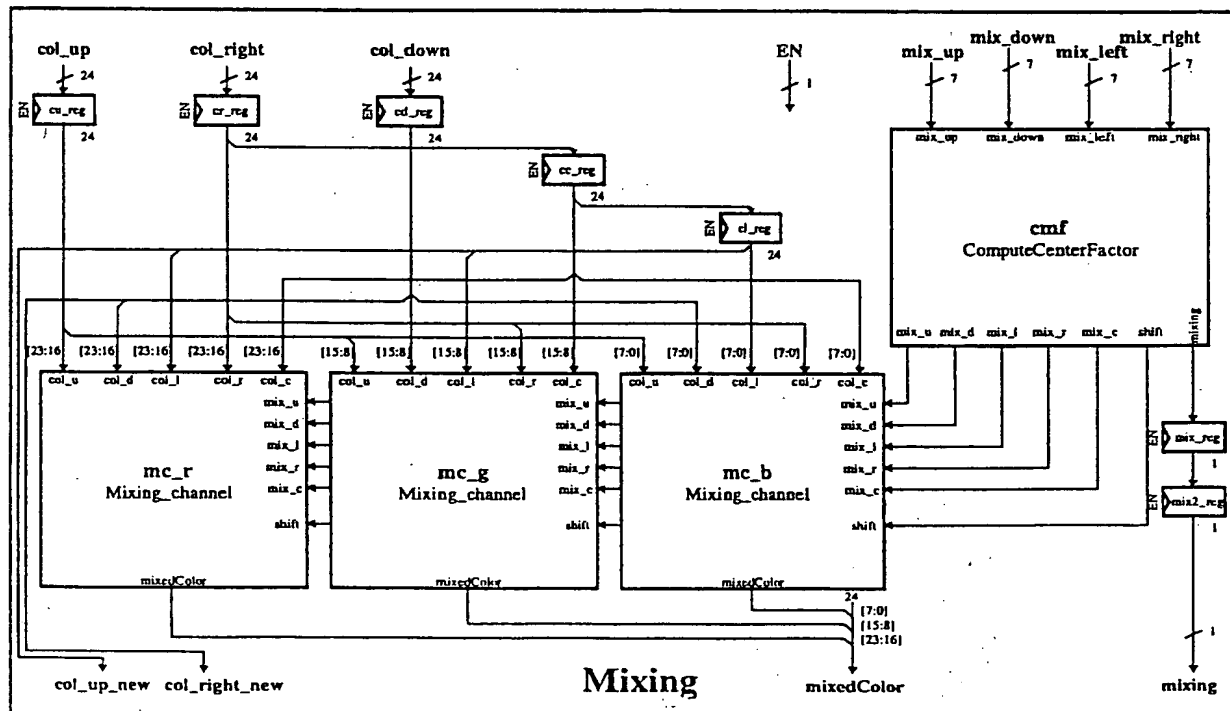 col_up col_right col_down EN mix_up mix_down mix_left mix_right
24 24 24 1 7 7 7 7
EN cu_reg EN cr_reg EN cd_reg
24 24 24
mix_up mix_down mix_left mix_right
EN cc_reg
24
EN cl_reg
24
cmf
ComputeCenterFactor
mix_u mix_d mix_l mix_r mix_c shift mixing
[23:16] [23:16] [23:16] [23:16] [23:16] [15:8] [15:8] [15:8] [15:8] [15:8] [7:0] [7:0] [7:0] [7:0] [7:0]
col_u col_d col_l col_r col_c col_u col_d col_l col_r col_c col_u col_d col_l col_r col_c
mix_u mix_u mix_u
mix_d mix_d mix_d
mix_l mix_l mix_l
mix_r mix_r mix_r
mix_c mix_c mix_c
shift shift shift
mc_r mc_g mc_b
Mixing_channel Mixing_channel Mixing_channel
EN mix_reg
1
EN mix2_reg
1
mixedColor mixedColor mixedColor
24
[7:0]
[15:8]
[23:16]
1
col_up_new col_right_new Mixing mixedColor mixing